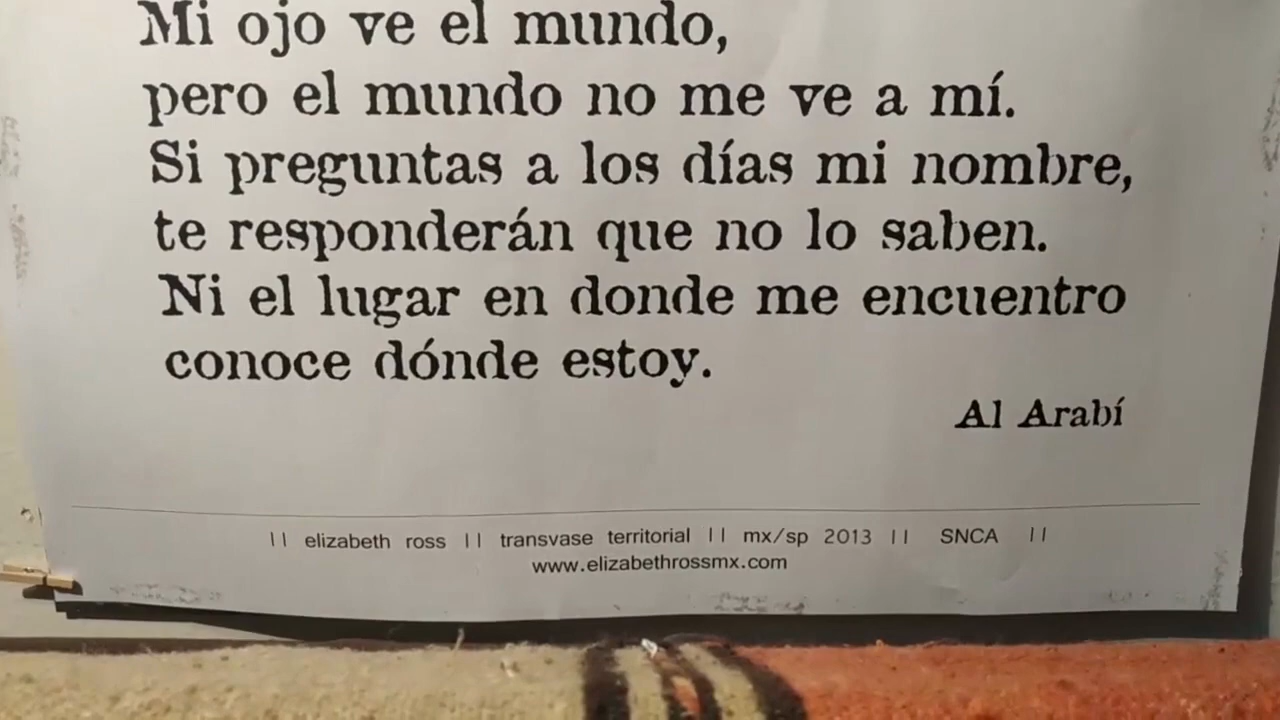 Mi ojo ve el mundo,
pero el mundo no me ve a mí.
Si preguntas a los días mi nombre,
te responderán que no lo saben.
Ni el lugar en donde me encuentro
conoce dónde estoy.
Al Arabí
|| elizabeth ross || transvase territorial || mx/sp 2013 || SNCA ||
www.elizabethrossmx.com